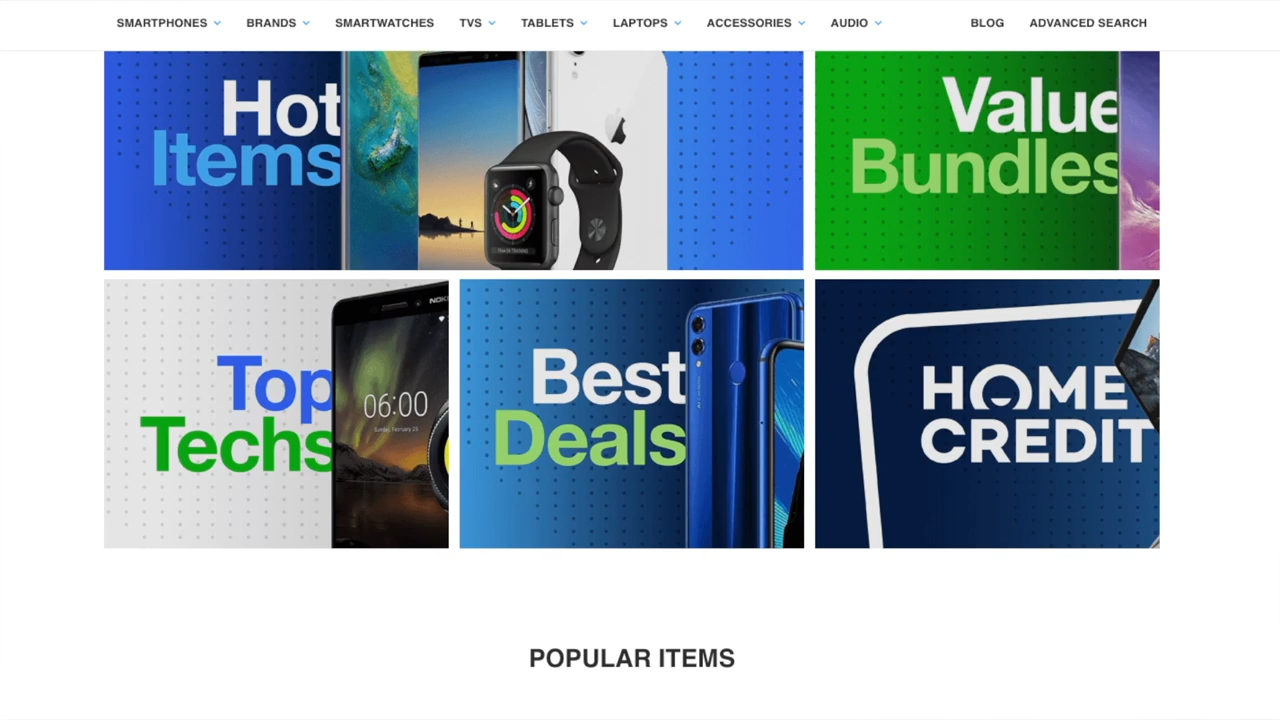 SMARTPHONES BRANDS SMARTWATCHES TVS TABLETS LAPTOPS ACCESSORIES AUDIO BLOG ADVANCED SEARCH
Hot
Items
Value
Bundles
Top
Techs
06:00
Best
Deals
HOME
CREDIT
POPULAR ITEMS